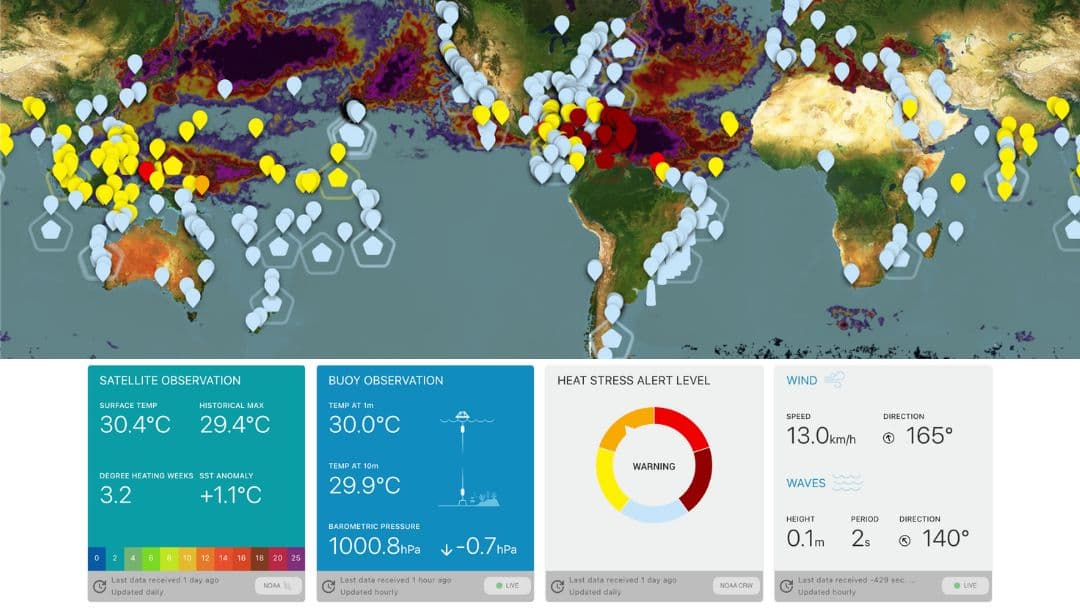 SATELLITE OBSERVATION
SURFACE TEMP HISTORICAL MAX
30.4°C 29.4°C
DEGREE HEATING WEEKS SST ANOMALY
3.2 +1.1°C
0 2 4 6 8 10 12 14 16 18 20 25
Last data received 1 day ago
Updated daily
NOAA
BUOY OBSERVATION
TEMP AT 1m
30.0°C
TEMP AT 10m
29.9°C
BAROMETRIC PRESSURE
1000.8hPa -0.7hPa
Last data received 1 hour ago
Updated hourly
LIVE
HEAT STRESS ALERT LEVEL
WARNING
Last data received 1 day ago
Updated daily
NOAA CRW
WIND
SPEED DIRECTION
13.0km/h 165°
WAVES
HEIGHT PERIOD DIRECTION
0.1m 2s 140°
Last data received -429 sec. ...
Updated hourly
LIVE